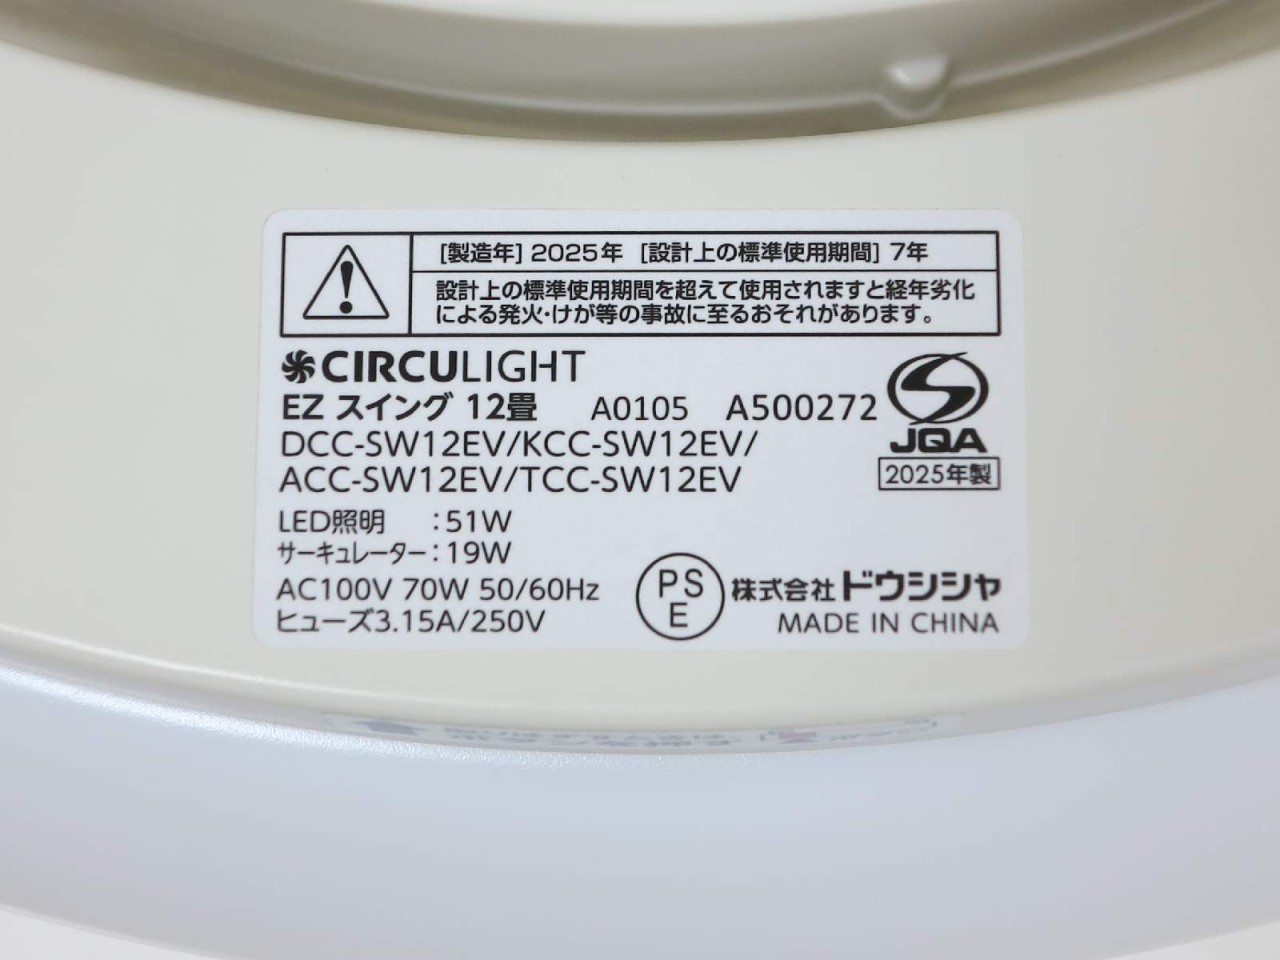 [製造年] 2025年 [設計上の標準使用期間] 7年
設計上の標準使用期間を超えて使用されますと経年劣化
による発火・けが等の事故に至るおそれがあります。
CIRCULIGHT
EZ スイング 12畳 A0105 A500272
DCC-SW12EV/KCC-SW12EV/
ACC-SW12EV/TCC-SW12EV
JQA
2025年製
LED照明 :51W
サーキュレーター:19W
AC100V 70W 50/60Hz
ヒューズ3.15A/250V
PS
E
株式会社ドウシシャ
MADE IN CHINA